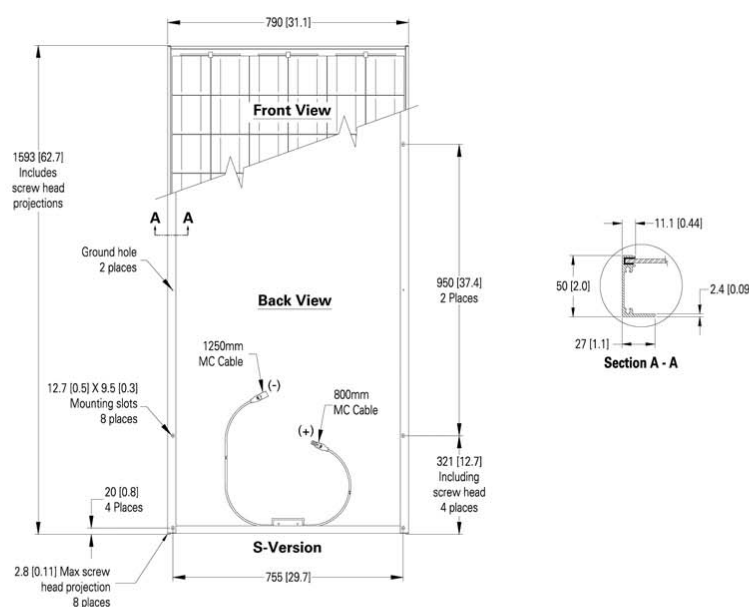 790 [31.1]
Front View
1593 [62.7]
Includes
screw head
projections
A A
Ground hole
2 places
Back View
950 [37.4]
2 Places
1250mm
MC Cable
(-)
12.7 [0.5] X 9.5 [0.3]
Mounting slots
8 places
800mm
MC Cable
(+)
321 [12.7]
Including
screw head
4 places
20 [0.8]
4 Places
S-Version
2.8 [0.11] Max screw
head projection
8 places
755 [29.7]
11.1 [0.44]
50 [2.0]
2.4 [0.09
27 [1.1]
Section A - A